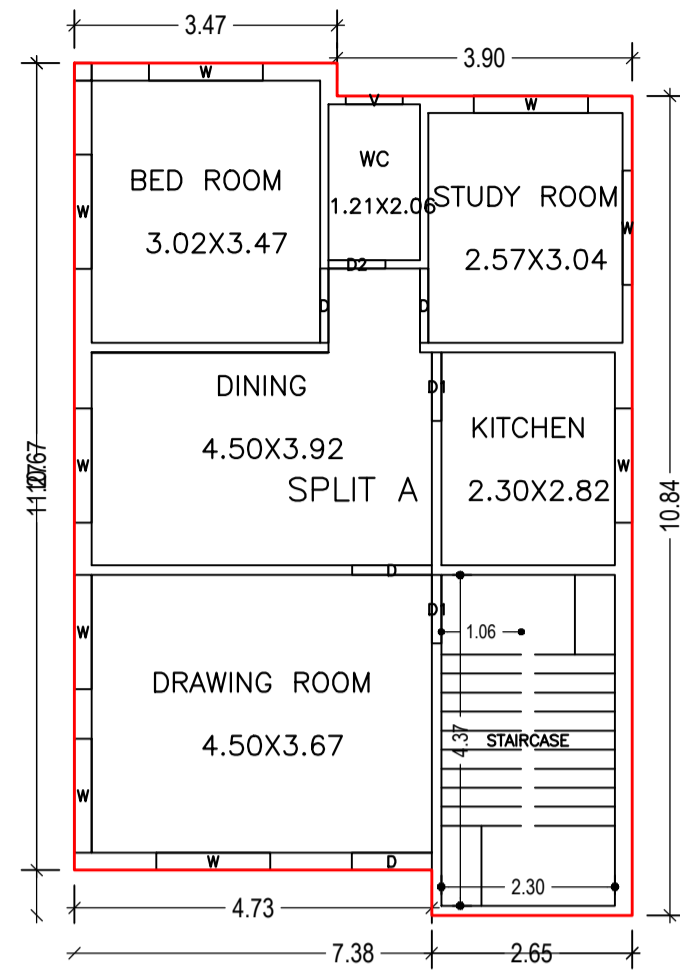 3.47
3.90
W
V
W
WC
BED ROOM
1.21X2.06
STUDY ROOM
W
W
3.02X3.47
2.57X3.04
D2
D
D
DINING
D1
KITCHEN
4.50X3.92
W
W
SPLIT A
2.30X2.82
10.84
D
D1
W
1.06
DRAWING ROOM
4.37
STAIRCASE
4.50X3.67
W
W
D
2.30
4.73
7.38
2.65